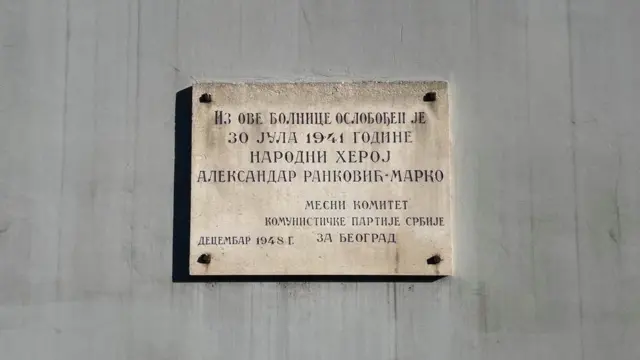 Из ове болнице ослобођен је
30 јула 1941 године
народни херој
Александар Ранковић-Марко
Месни комитет
Комунистичке партије Србије
децембар 1948 г. за Београд